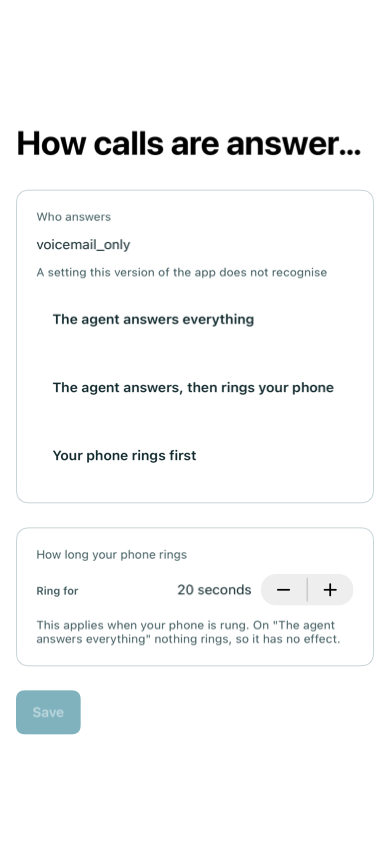 How calls are answer...
Who answers
voicemail_only
A setting this version of the app does not recognise
The agent answers everything
The agent answers, then rings your phone
Your phone rings first
How long your phone rings
Ring for 20 seconds − +
This applies when your phone is rung. On "The agent
answers everything" nothing rings, so it has no effect.
Save